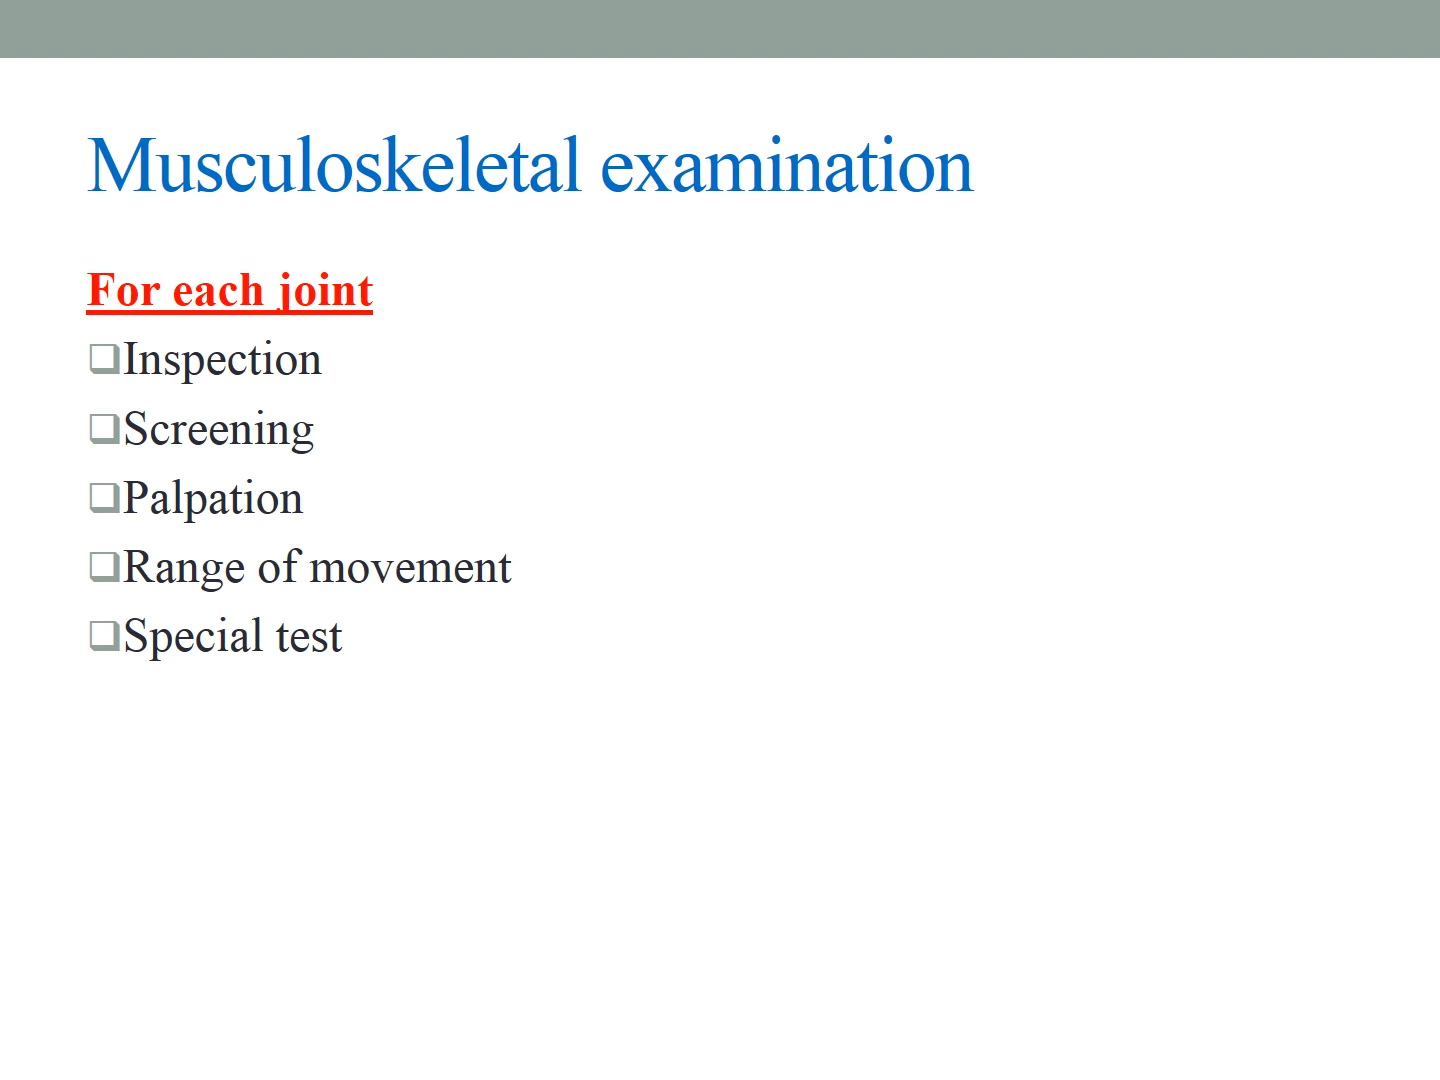 Musculoskeletal examination
For each joint
❑Inspection
❑Screening
❑Palpation
❑Range of movement
❑Special test